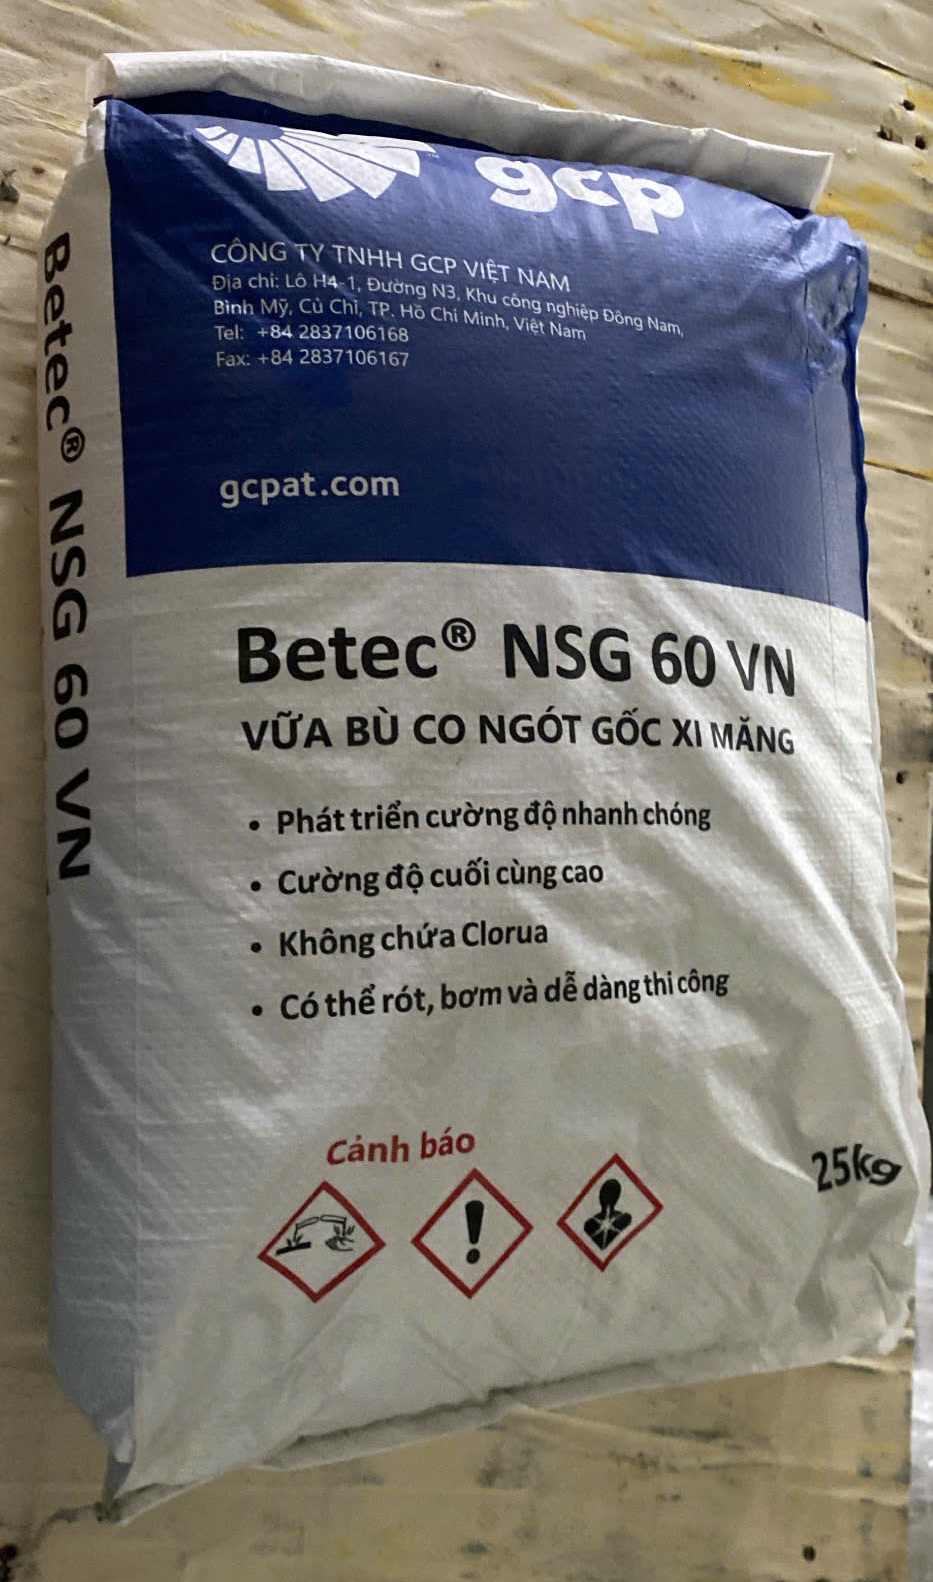 gcp
CÔNG TY TNHH GCP VIỆT NAM
Địa chỉ: Lô H4-1, Đường N3, Khu công nghiệp Đông Nam,
Bình Mỹ, Củ Chi, TP. Hồ Chí Minh, Việt Nam
Tel: +84 2837106168
Fax: +84 2837106167
gcpat.com
Betec® NSG 60 VN
Betec® NSG 60 VN
VỮA BÙ CO NGÓT GỐC XI MĂNG
• Phát triển cường độ nhanh chóng
• Cường độ cuối cùng cao
• Không chứa Clorua
• Có thể rót, bơm và dễ dàng thi công
Cảnh báo
25kg